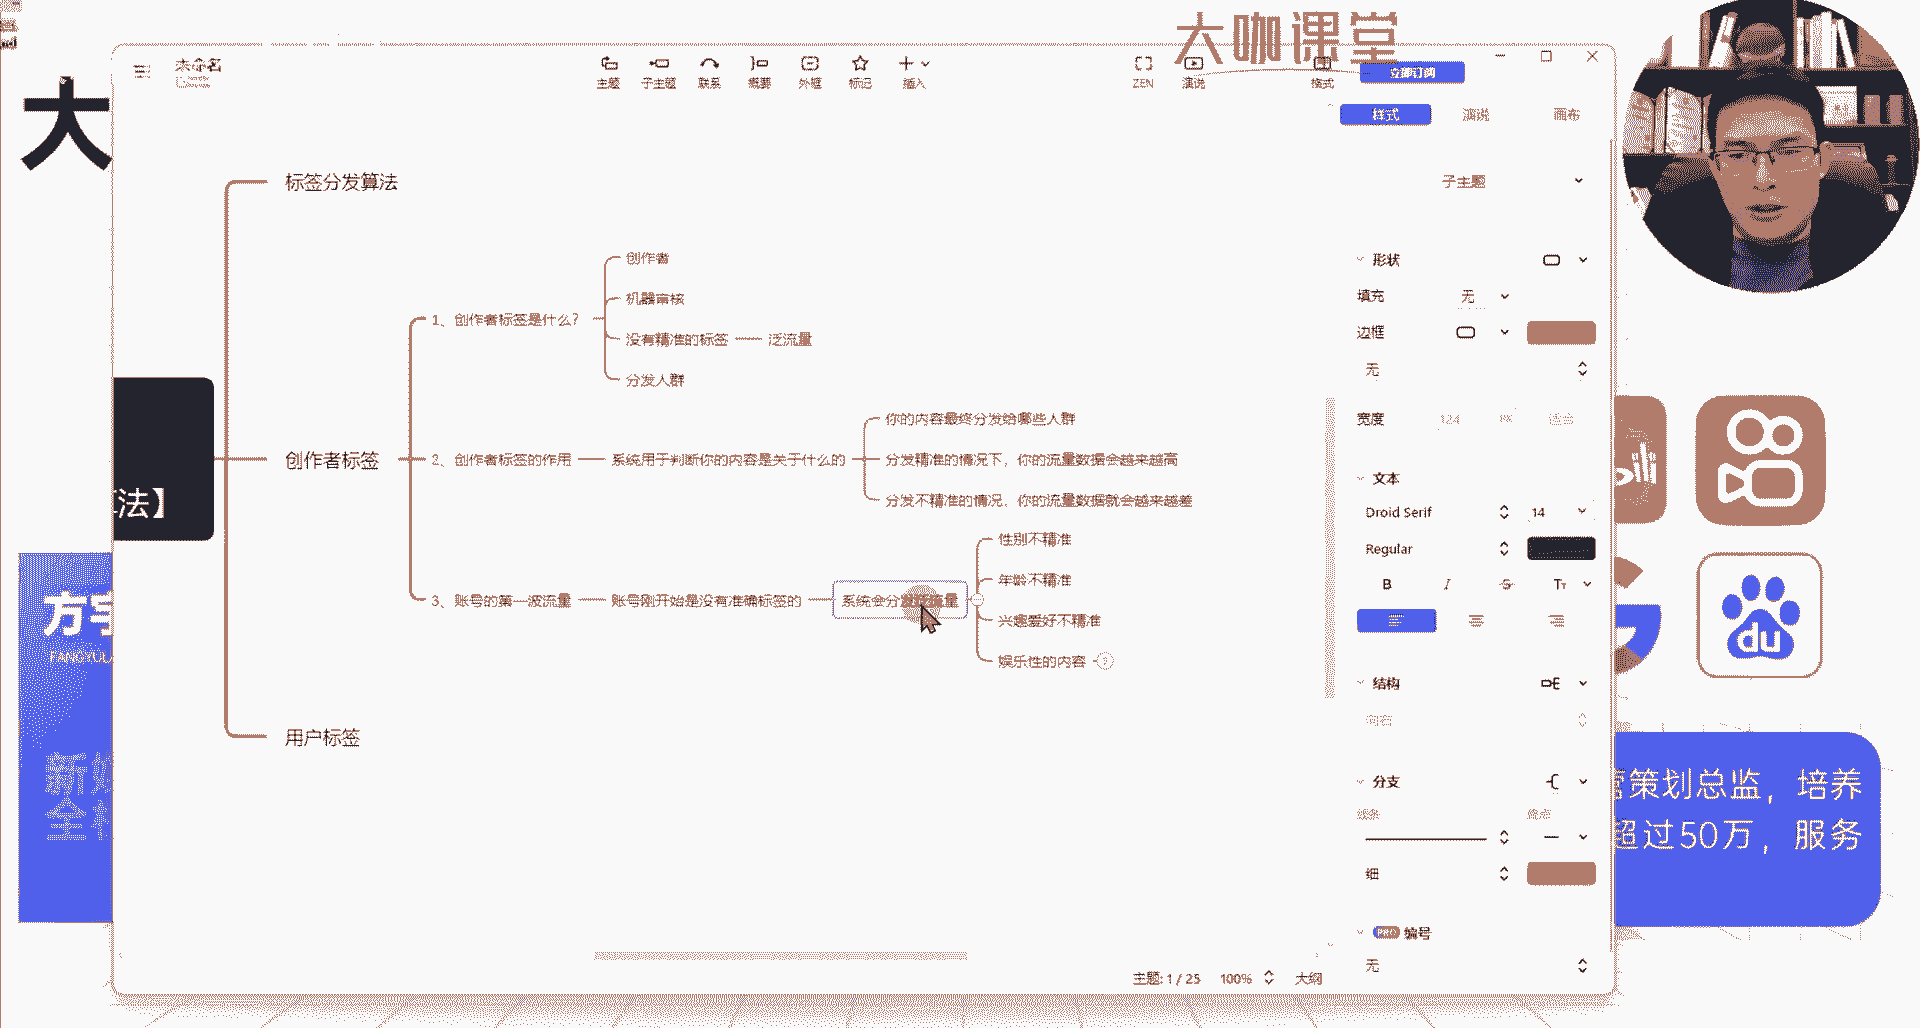 大咖课堂
未命名
主题
子主题
联系
概要
外框
标记
插入
ZEN
演说
格式
立即订阅
大
样式
演说
画布
标签分发算法
子主题
创作者
形状
机器审核
填充
无
1、创作者标签是什么?
没有精准的标签
泛流量
边框
分发人群
无
你的内容最终分发给哪些人群
宽度
124
创作者标签
2、创作者标签的作用
系统用于判断你的内容是关于什么的
分发精准的情况下，你的流量数据会越来越高
文本
法】
分发不精准的情况，你的流量数据就会越来越差
Droid Serif
14
性别不精准
Regular
年龄不精准
B
I
S
Tт
3、账号的第一波流量
账号刚开始是没有准确标签的
系统会分发泛流量
兴趣爱好不精准
du
娱乐性的内容
结构
向右
用户标签
分支
策划总监，培养
超过50万，服务
细
PRO
编号
无
主题: 1 / 25
100%
大纲